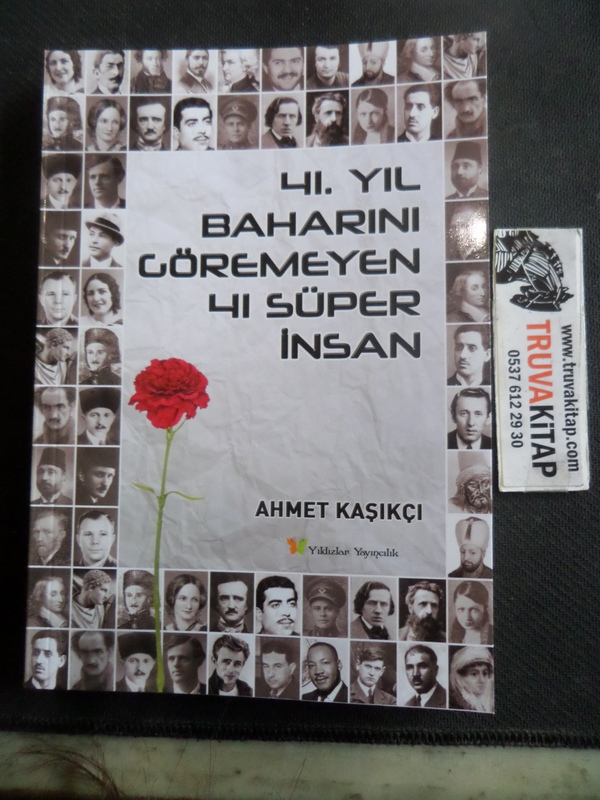 41. YIL
BAHARINI
GÖREMEYEN
41 SÜPER
İNSAN
AHMET KAŞIKÇI
Yıldızlar Yayıncılık
www.truvakitap.com
TRUVAKİTAP
0537 612 29 30